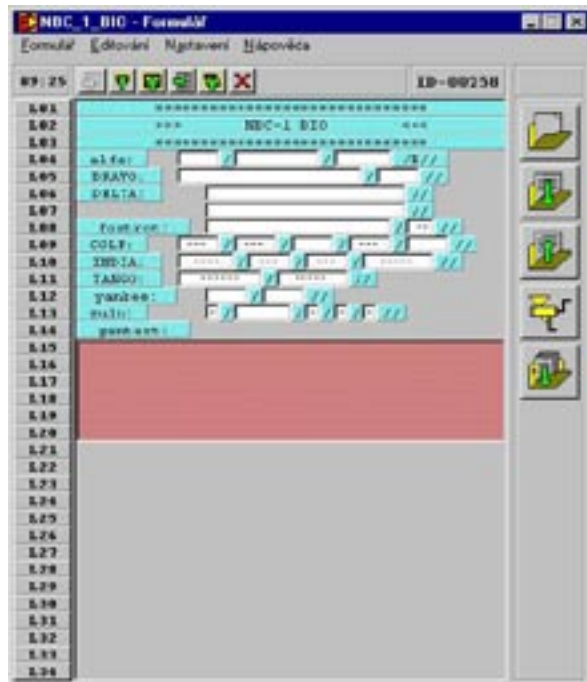 NBC_1_BIO - Formulář
Formulář Editování Nastavení Nápověda
09:25 ID-00258
L01 ******************************
L02 >>> NBC-1 BIO <<<
L03 ******************************
L04 alfa: / / /B//
L05 BRAVO: / //
L06 DELTA: //
L07 //
L08 / -- //
L09 GOLF: --- / --- / / --- / //
L10 INDIA: ---- / --- / --- / ----- //
L11 TANGO: ------ / ----- //
L12 yankee: / //
L13 zulu: - / / - / - / - //
L14
L15
L16
L17
L18
L19
L20
L21
L22
L23
L24
L25
L26
L27
L28
L29
L30
L31
L32
L33
L34